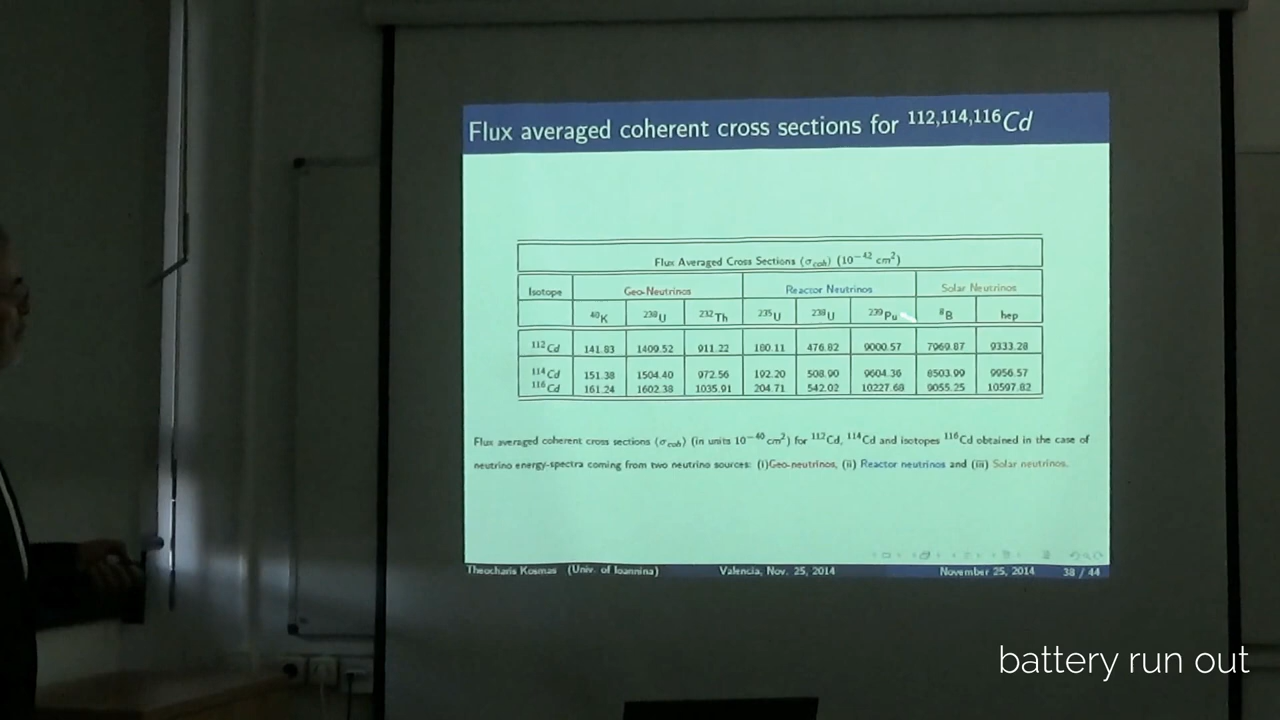 Flux averaged coherent cross sections for 112,114,116Cd
Flux Averaged Cross Sections (σcoh) (10−42 cm2)
Isotope Geo-Neutrinos Reactor Neutrinos Solar Neutrinos
40K 238U 232Th 235U 238U 239Pu 8B hep
112Cd 141.83 1409.52 911.22 180.11 476.82 9000.57 7969.87 9333.28
114Cd 151.38 1504.40 972.56 192.20 508.90 9604.36 8503.99 9956.57
116Cd 161.24 1602.38 1035.91 204.71 542.02 10227.68 9055.25 10597.82
Flux averaged coherent cross sections (σcoh) (in units 10−40 cm2) for 112Cd, 114Cd and isotopes 116Cd obtained in the case of
neutrino energy-spectra coming from two neutrino sources: (i)Geo-neutrinos, (ii) Reactor neutrinos and (iii) Solar neutrinos.
Theocharis Kosmas (Univ. of Ioannina) Valencia, Nov. 25, 2014 November 25, 2014 38 / 44
battery run out